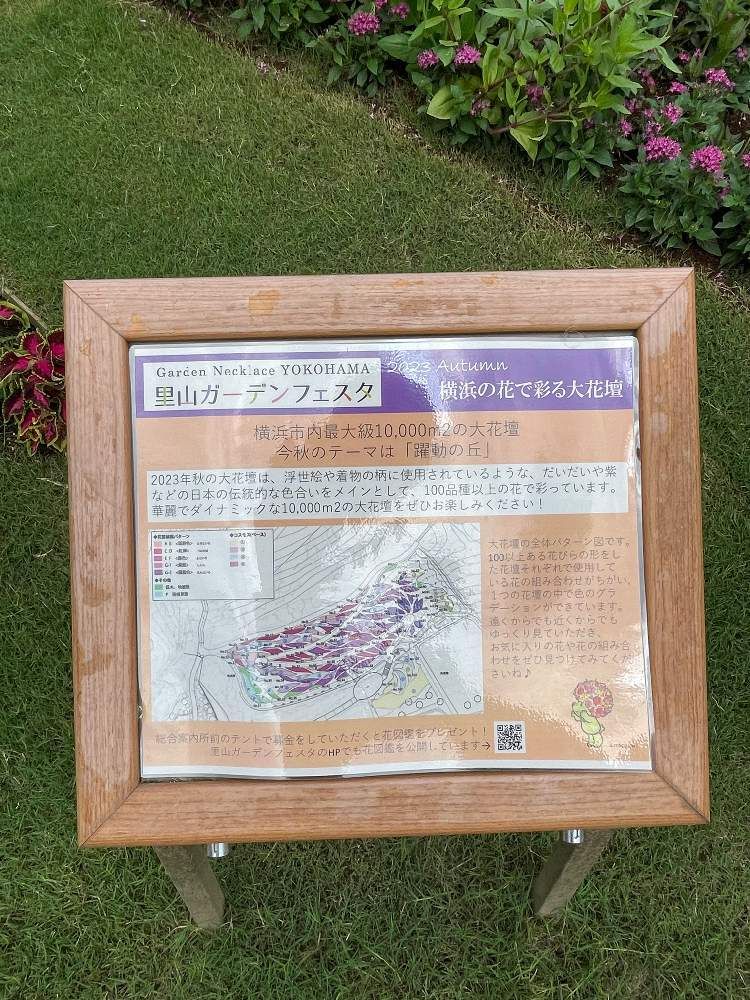 Garden Necklace YOKOHAMA
里山ガーデンフェスタ
2023 Autumn
横浜の花で彩る大花壇
横浜市内最大級10,000m2の大花壇
今秋のテーマは「躍動の丘」
2023年秋の大花壇は、浮世絵や着物の柄に使用されているような、だいだいや紫
などの日本の伝統的な色合いをメインとして、100品種以上の花で彩っています。
華麗でダイナミックな10,000m2の大花壇をぜひお楽しみください！
大花壇の全体パターン図です。
100以上ある花びらの形をし
た花壇それぞれで使用して
いる花の組み合わせがちがい、
1つの花壇の中で色のグラ
デーションができています。
遠くからでも近くからでも
ゆっくり見ていただき、
お気に入りの花や花の組み合
わせをぜひ見つけてみてくだ
さいね♪
総合案内所前のテントで募金をしていただくと花図鑑をプレゼント！
里山ガーデンフェスタのHPでも花図鑑を公開しています→